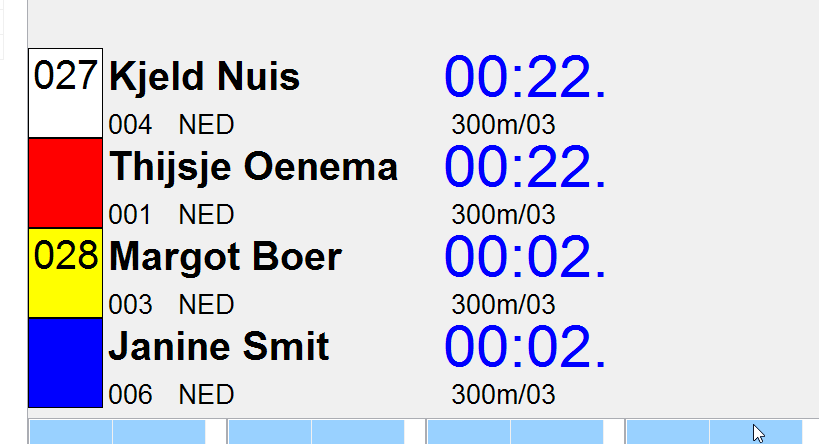 027 Kjeld Nuis 00:22.
004 NED 300m/03
Thijsje Oenema 00:22.
001 NED 300m/03
028 Margot Boer 00:02.
003 NED 300m/03
Janine Smit 00:02.
006 NED 300m/03